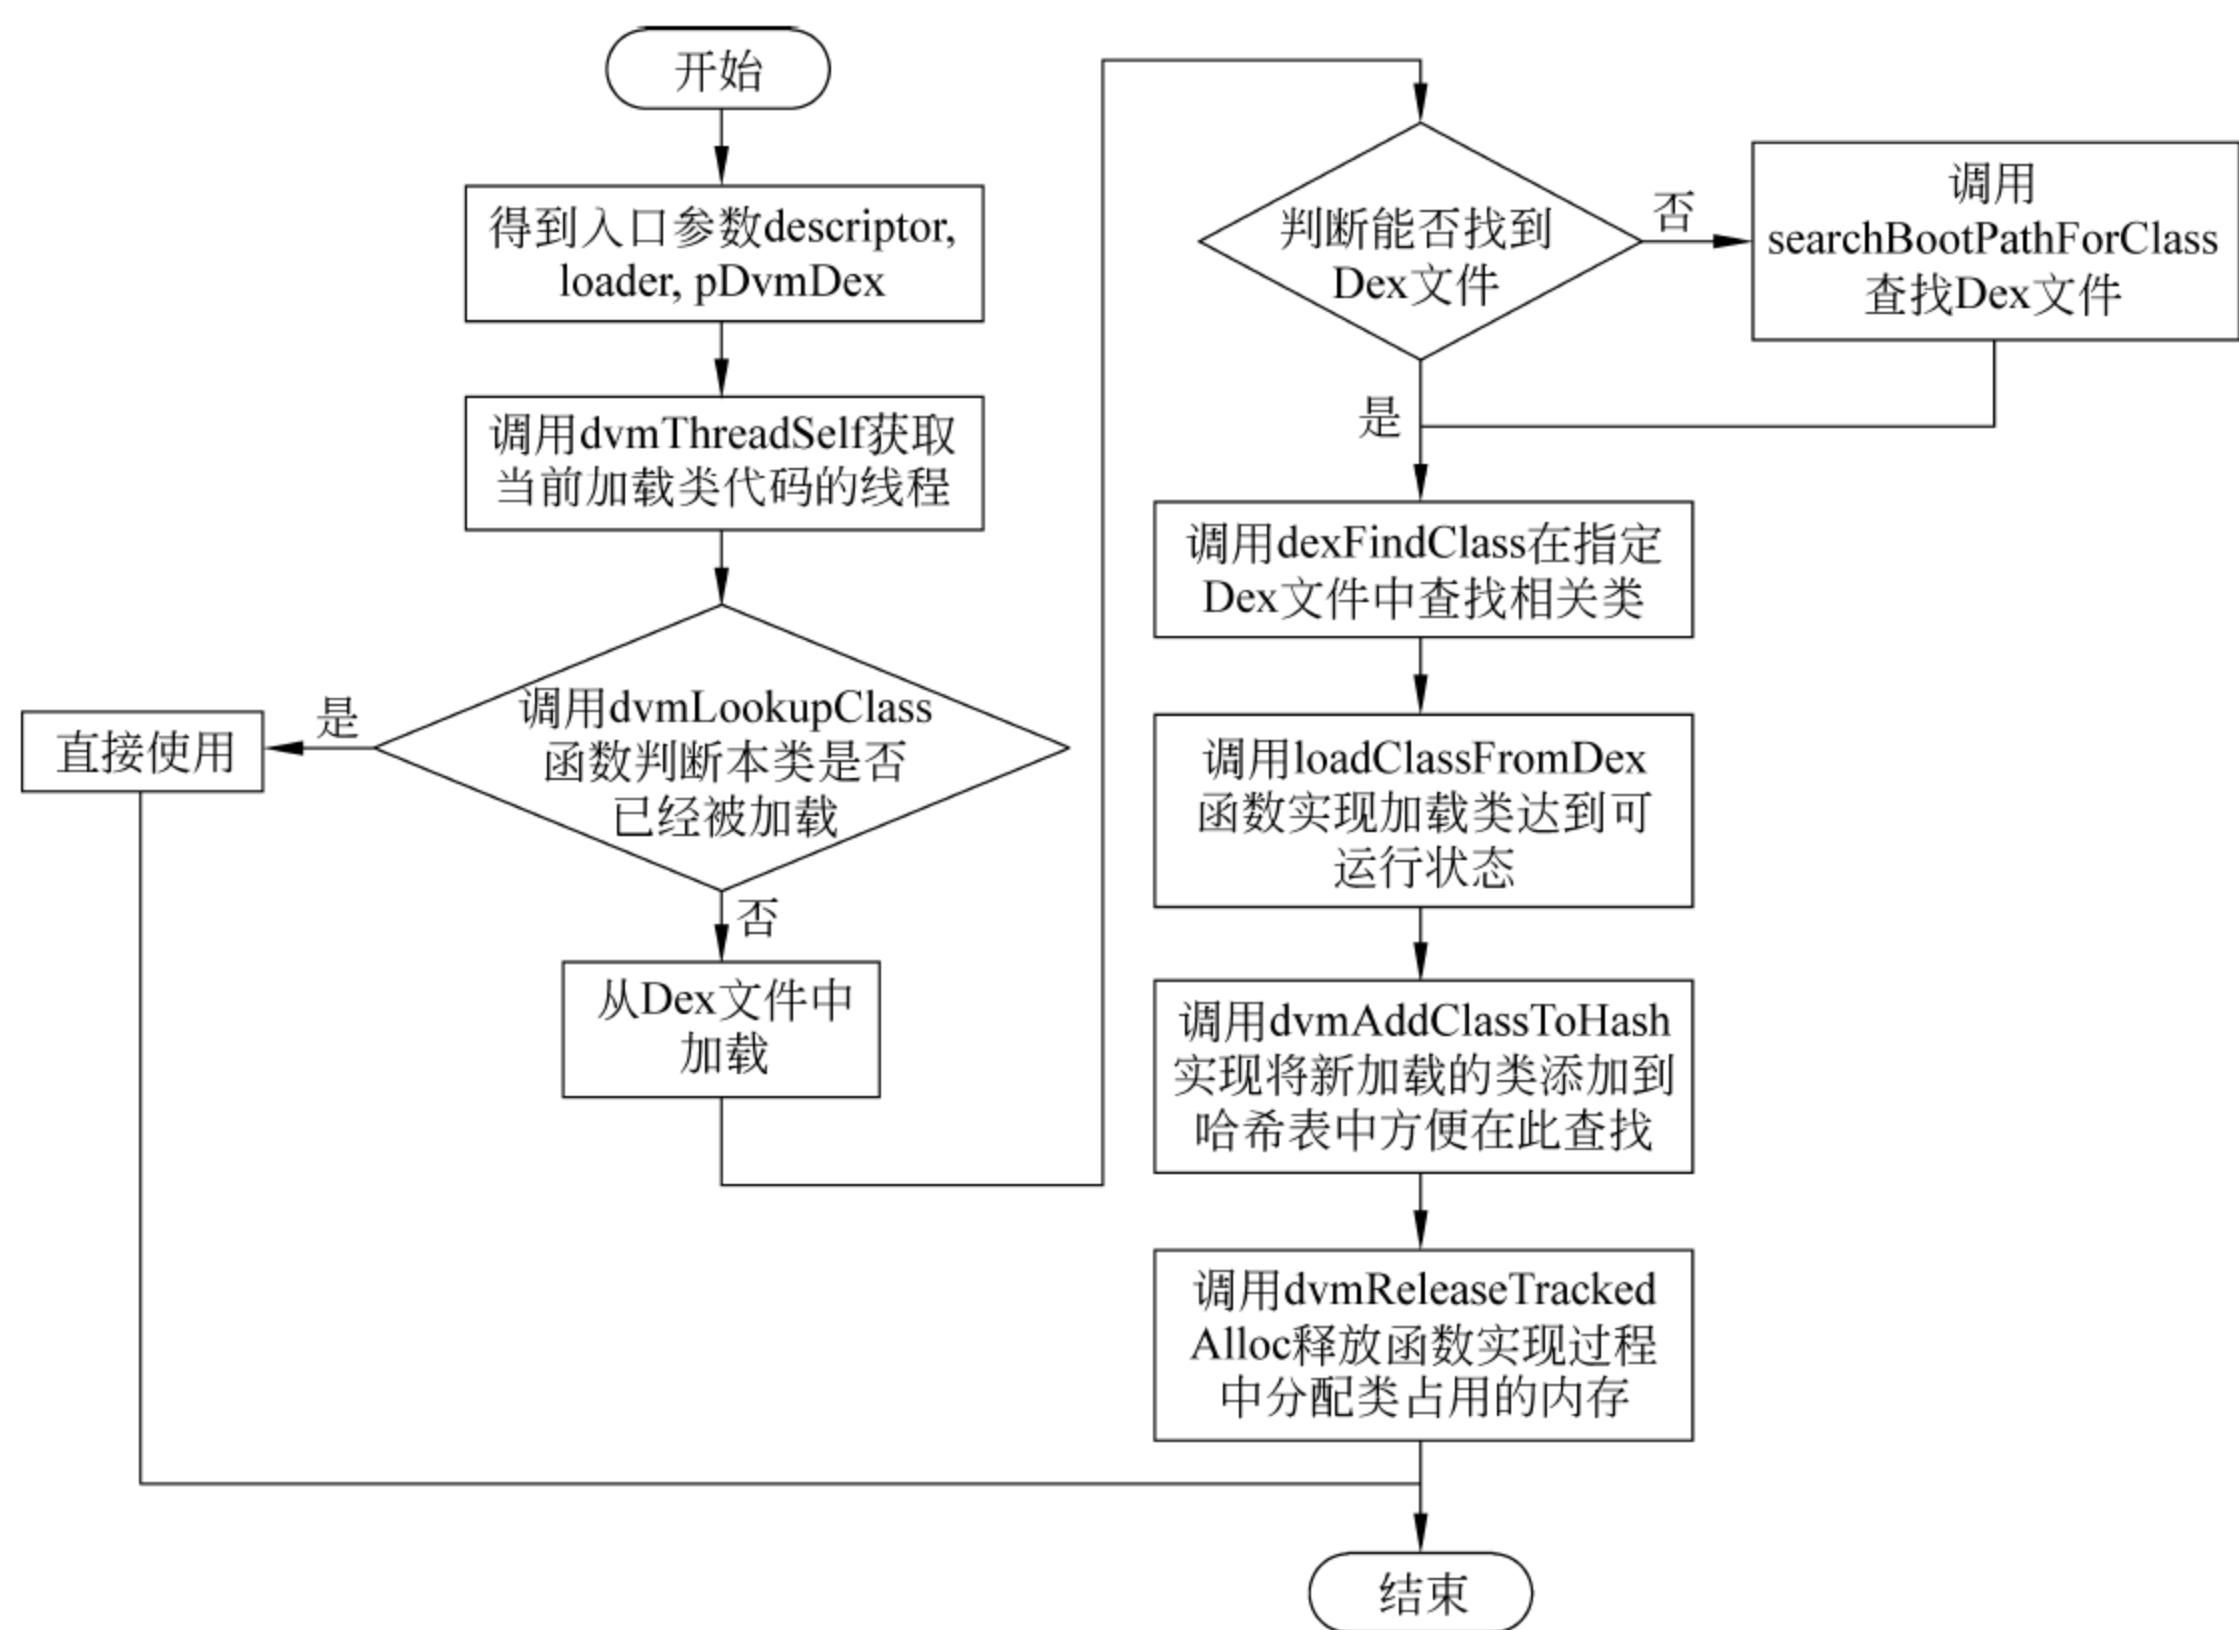 开始
得到入口参数descriptor,
loader, pDvmDex
调用dvmThreadSelf获取
当前加载类代码的线程
调用dvmLookupClass
函数判断本类是否
已经被加载
是
直接使用
否
从Dex文件中
加载
判断能否找到
Dex文件
否
调用
searchBootPathForClass
查找Dex文件
是
调用dexFindClass在指定
Dex文件中查找相关类
调用loadClassFromDex
函数实现加载类达到可
运行状态
调用dvmAddClassToHash
实现将新加载的类添加到
哈希表中方便在此查找
调用dvmReleaseTracked
Alloc释放函数实现过程
中分配类占用的内存
结束